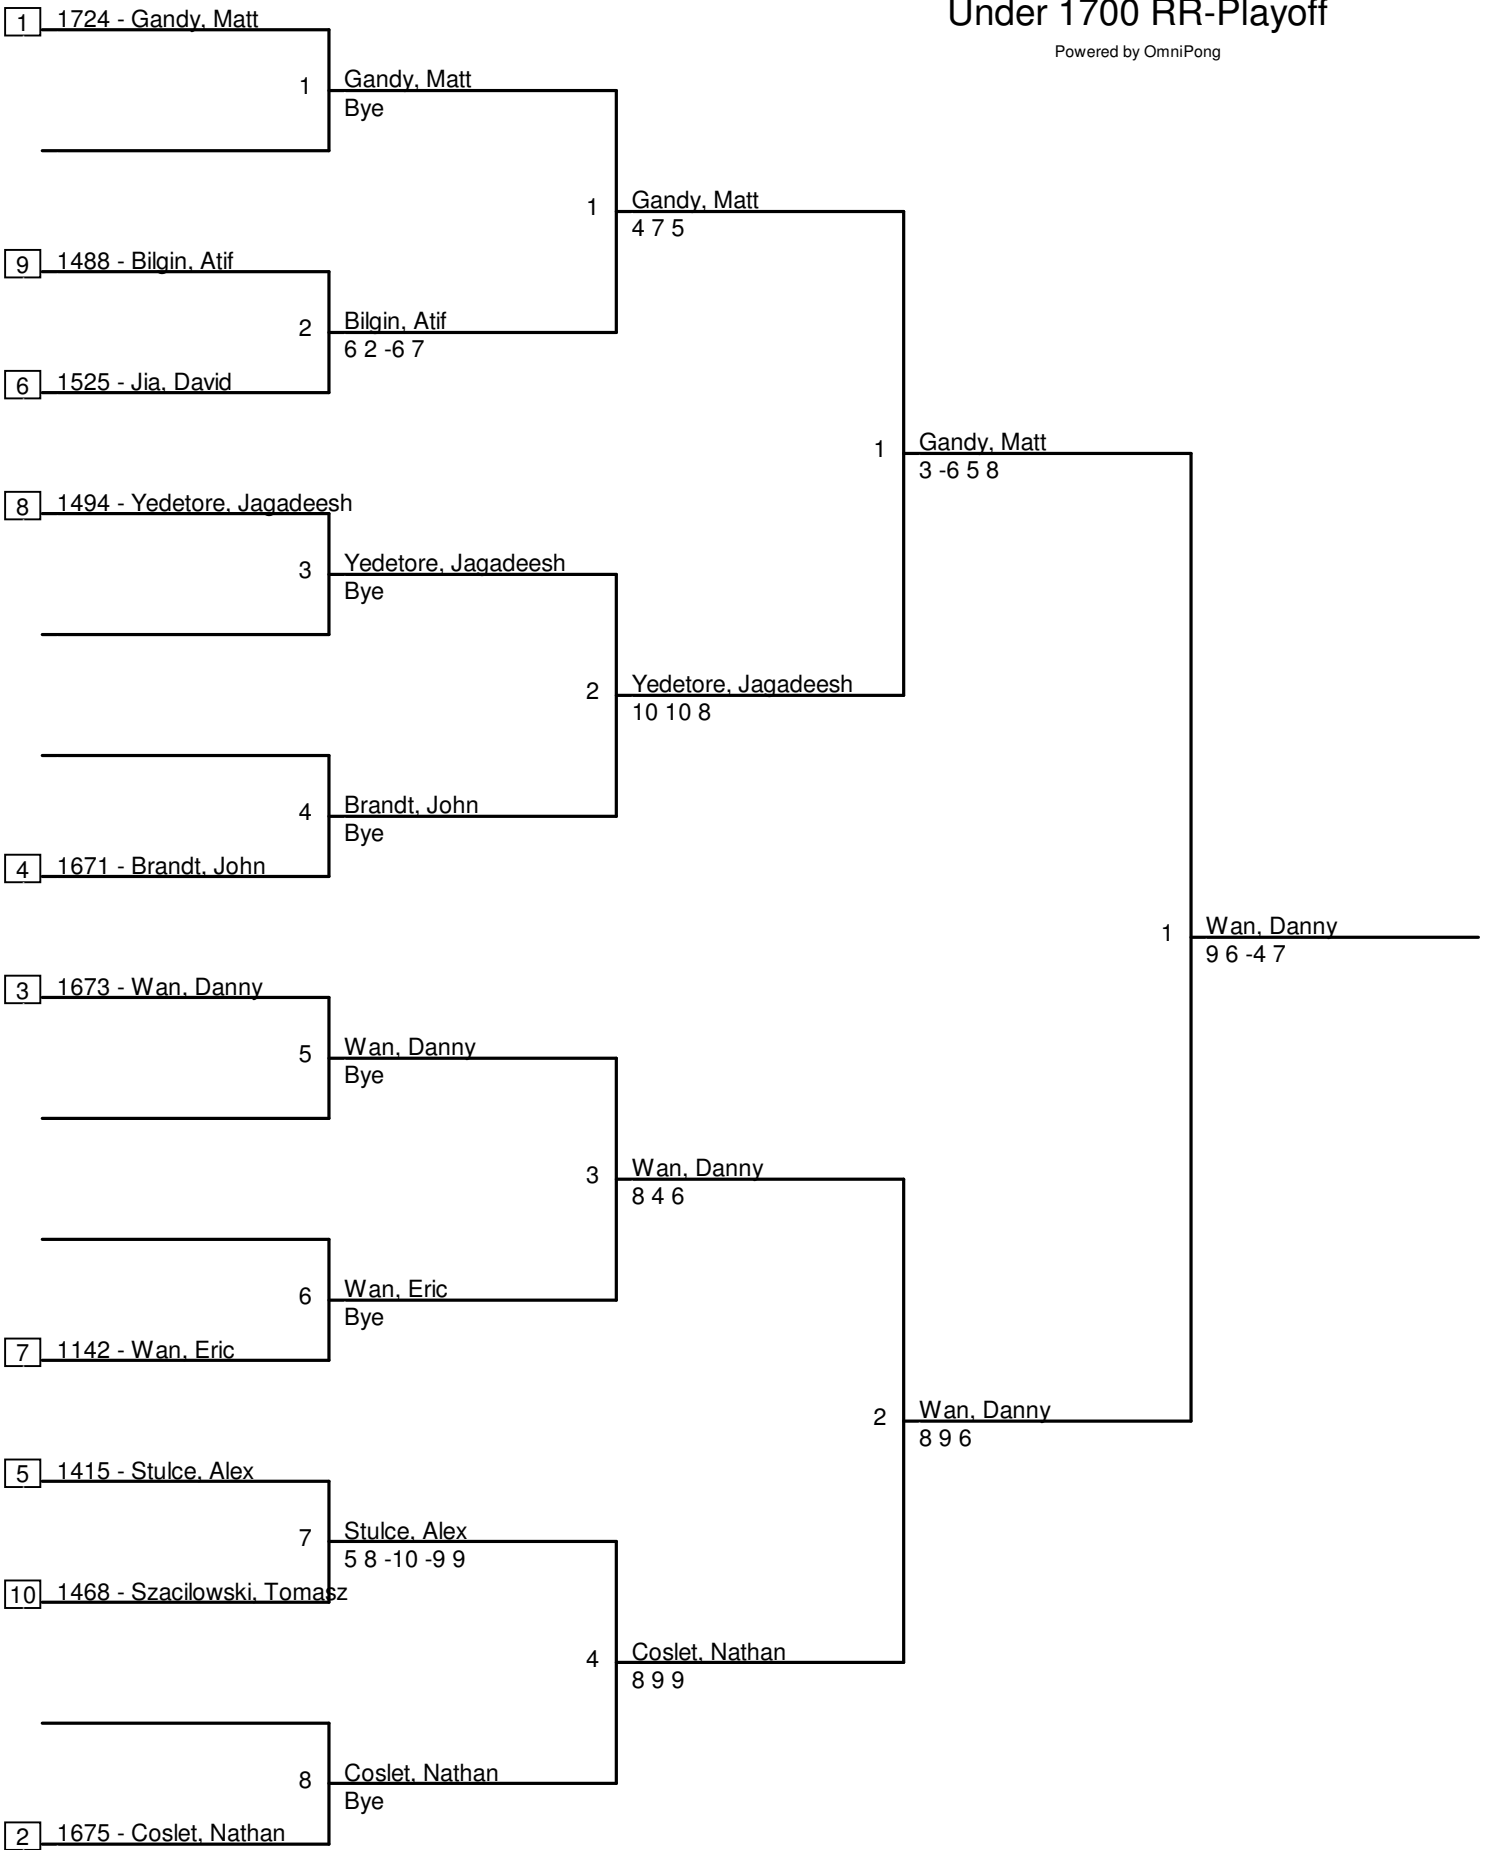 Under 1700 RR-Playoff
Powered by OmniPong
1 1724 - Gandy, Matt
1 Gandy, Matt
Bye
1 Gandy, Matt
4 7 5
9 1488 - Bilgin, Atif
2 Bilgin, Atif
6 2 -6 7
6 1525 - Jia, David
1 Gandy, Matt
3 -6 5 8
8 1494 - Yedetore, Jagadeesh
3 Yedetore, Jagadeesh
Bye
2 Yedetore, Jagadeesh
10 10 8
4 Brandt, John
Bye
4 1671 - Brandt, John
1 Wan, Danny
9 6 -4 7
3 1673 - Wan, Danny
5 Wan, Danny
Bye
3 Wan, Danny
8 4 6
6 Wan, Eric
Bye
7 1142 - Wan, Eric
2 Wan, Danny
8 9 6
5 1415 - Stulce, Alex
7 Stulce, Alex
5 8 -10 -9 9
10 1468 - Szacilowski, Tomasz
4 Coslet, Nathan
8 9 9
8 Coslet, Nathan
Bye
2 1675 - Coslet, Nathan